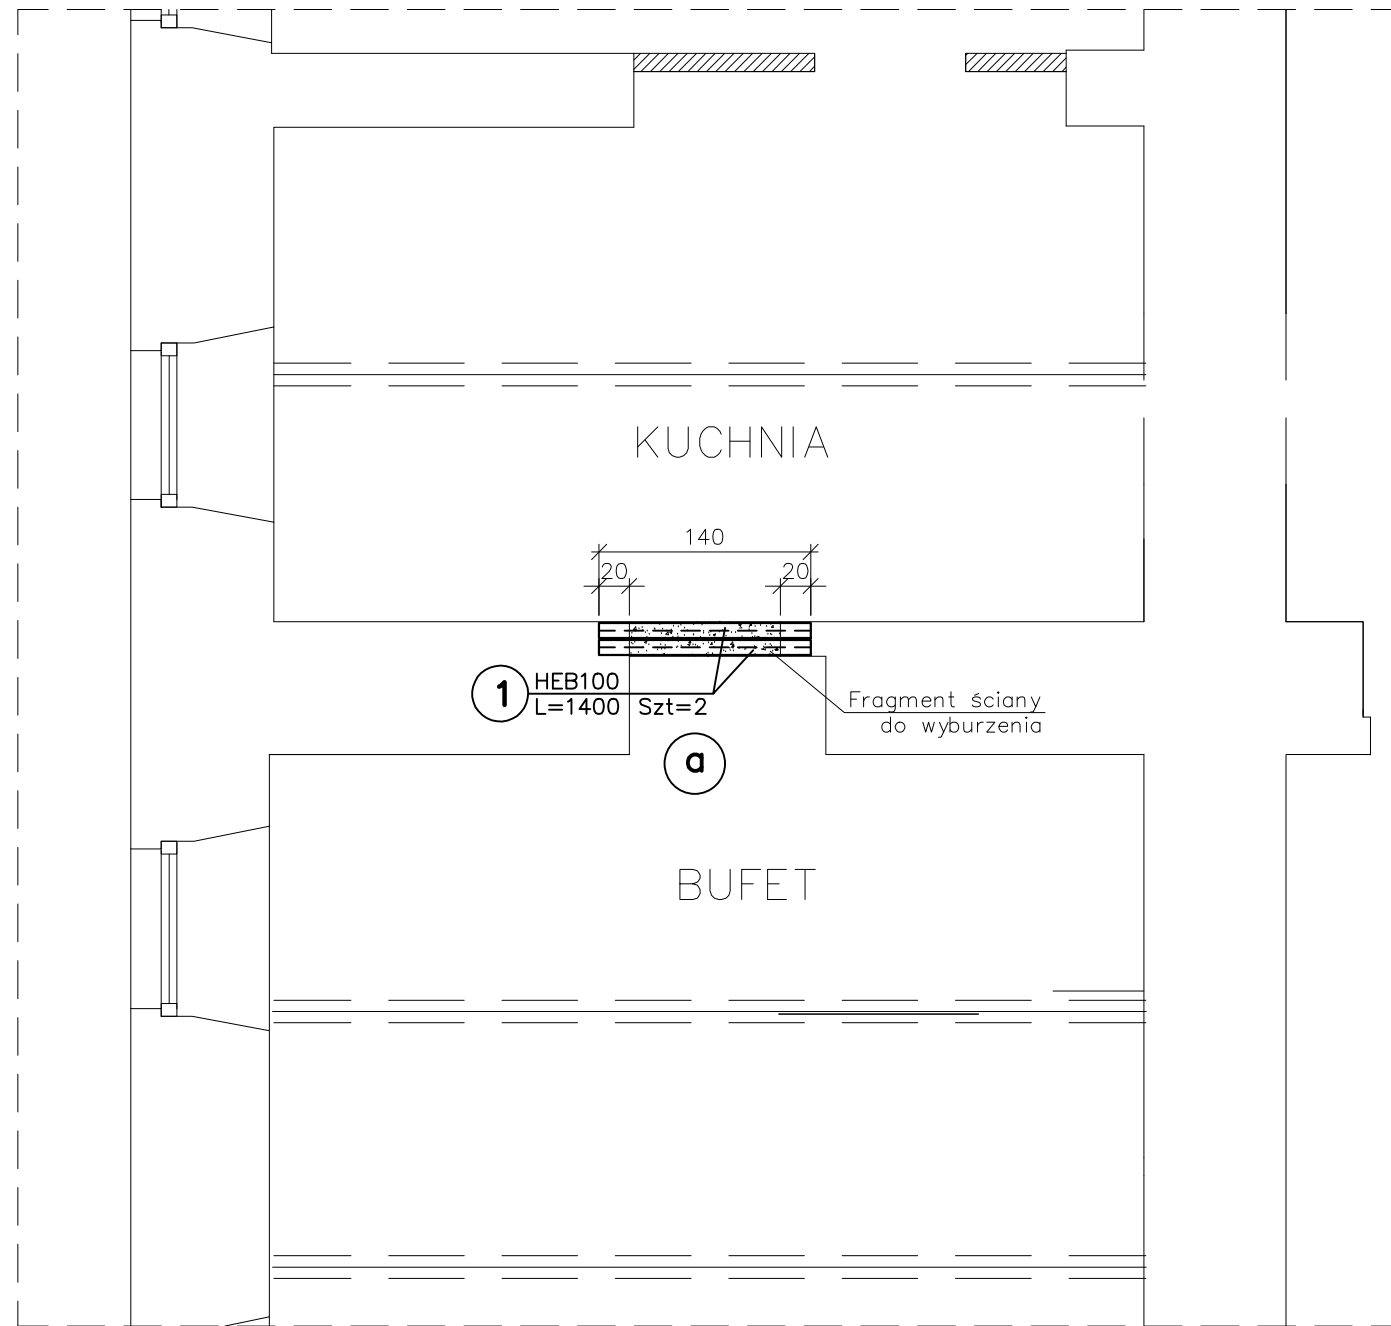 KUCHNIA
140
20
20
1
HEB100
L=1400 Szt=2
Fragment ściany
do wyburzenia
a
BUFET